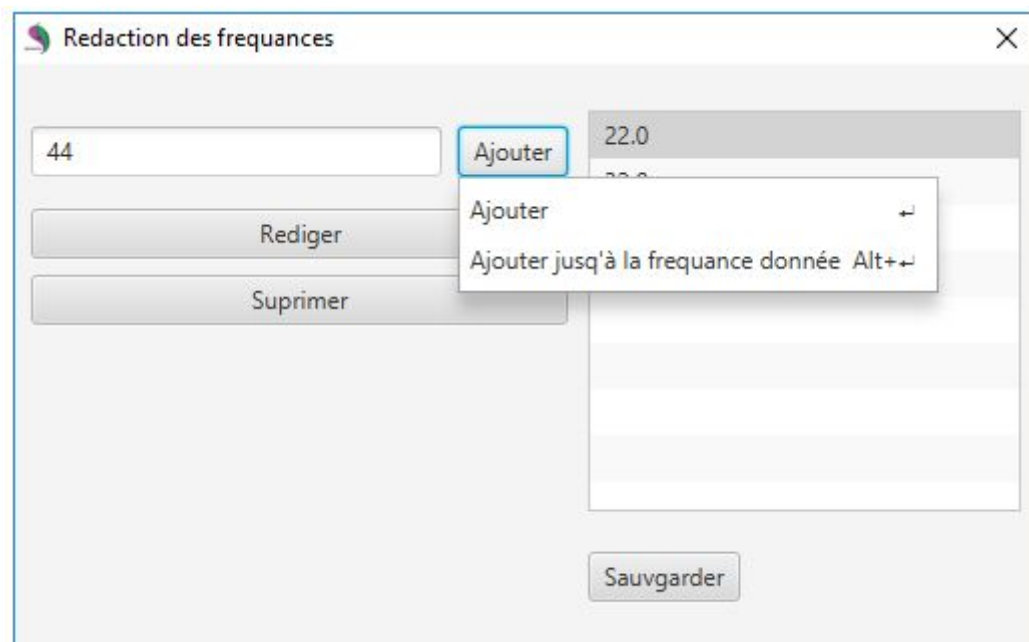 Redaction des frequances
44
Ajouter
22.0
Ajouter ↵
Ajouter jusq'à la frequance donnée Alt+↵
Rediger
Suprimer
Sauvgarder